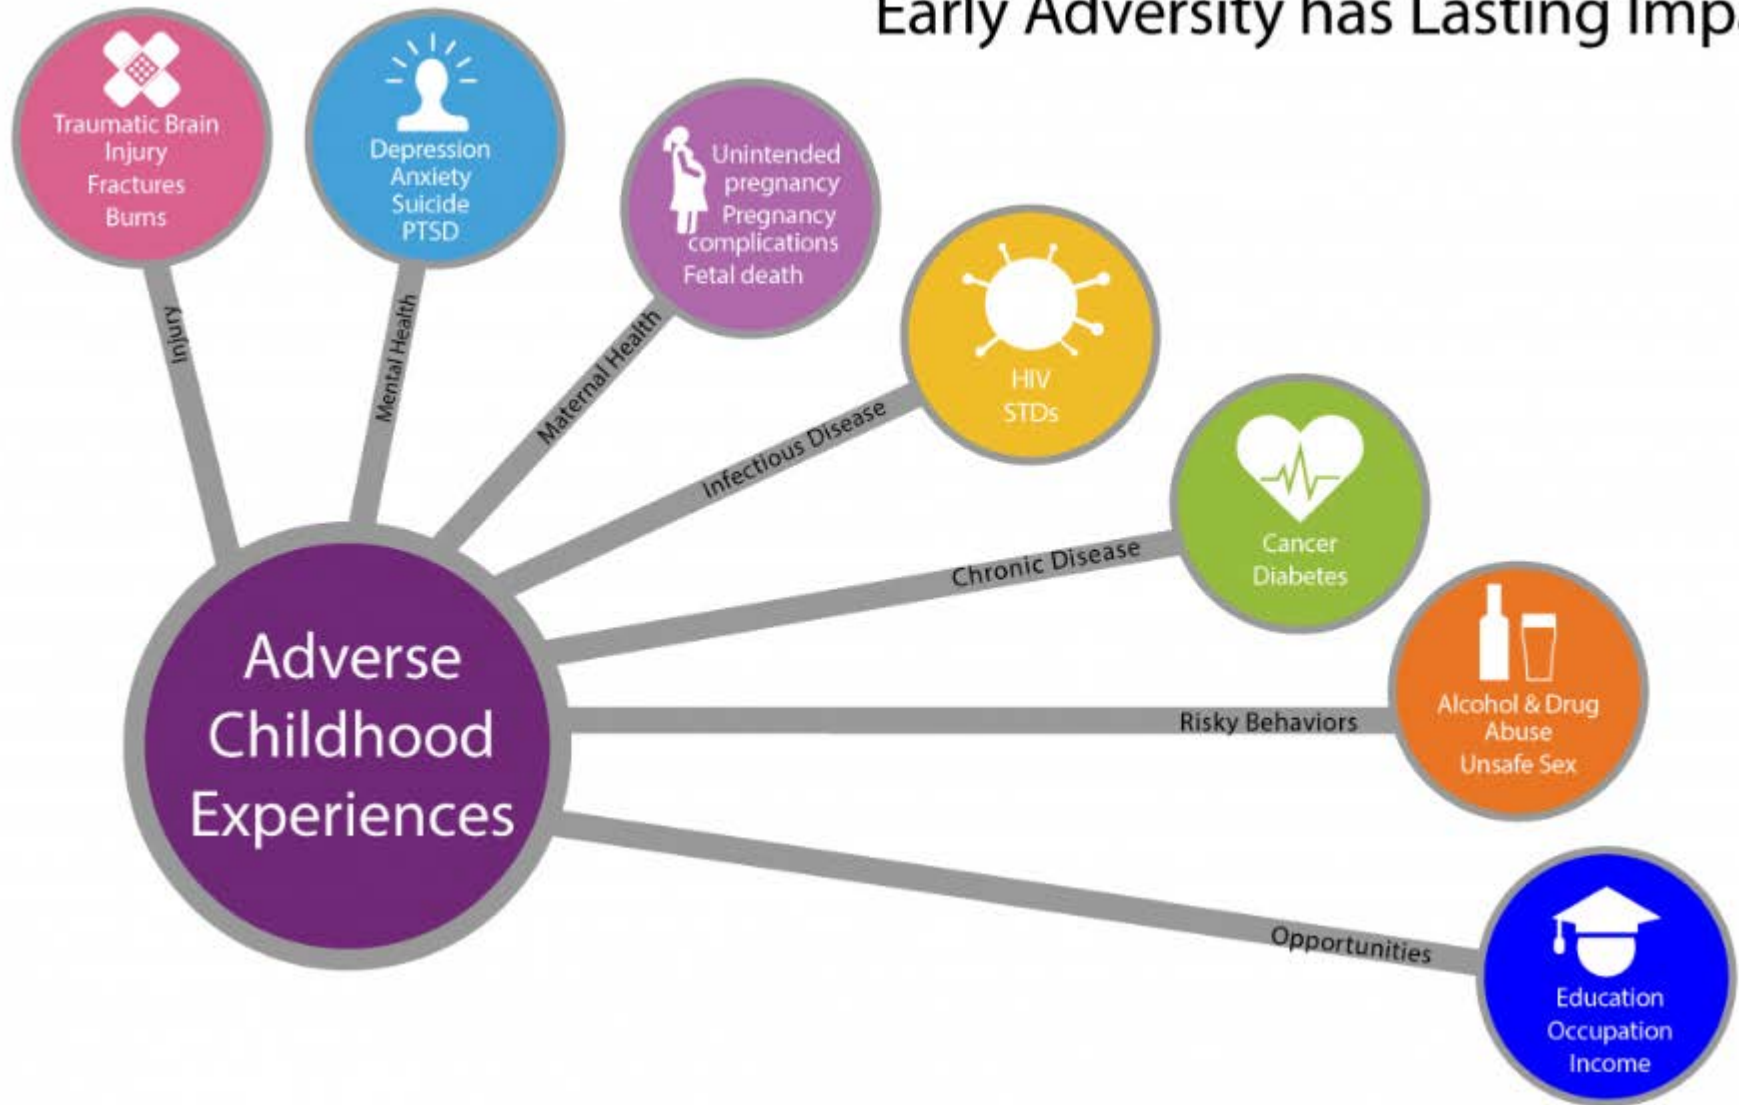 Early Adversity has Lasting Impa
Traumatic Brain
Injury
Fractures
Burns
Depression
Anxiety
Suicide
PTSD
Unintended
pregnancy
Pregnancy
complications
Fetal death
HIV
STDs
Cancer
Diabetes
Alcohol & Drug
Abuse
Unsafe Sex
Education
Occupation
Income
Injury
Mental Health
Maternal Health
Infectious Disease
Chronic Disease
Risky Behaviors
Opportunities
Adverse
Childhood
Experiences